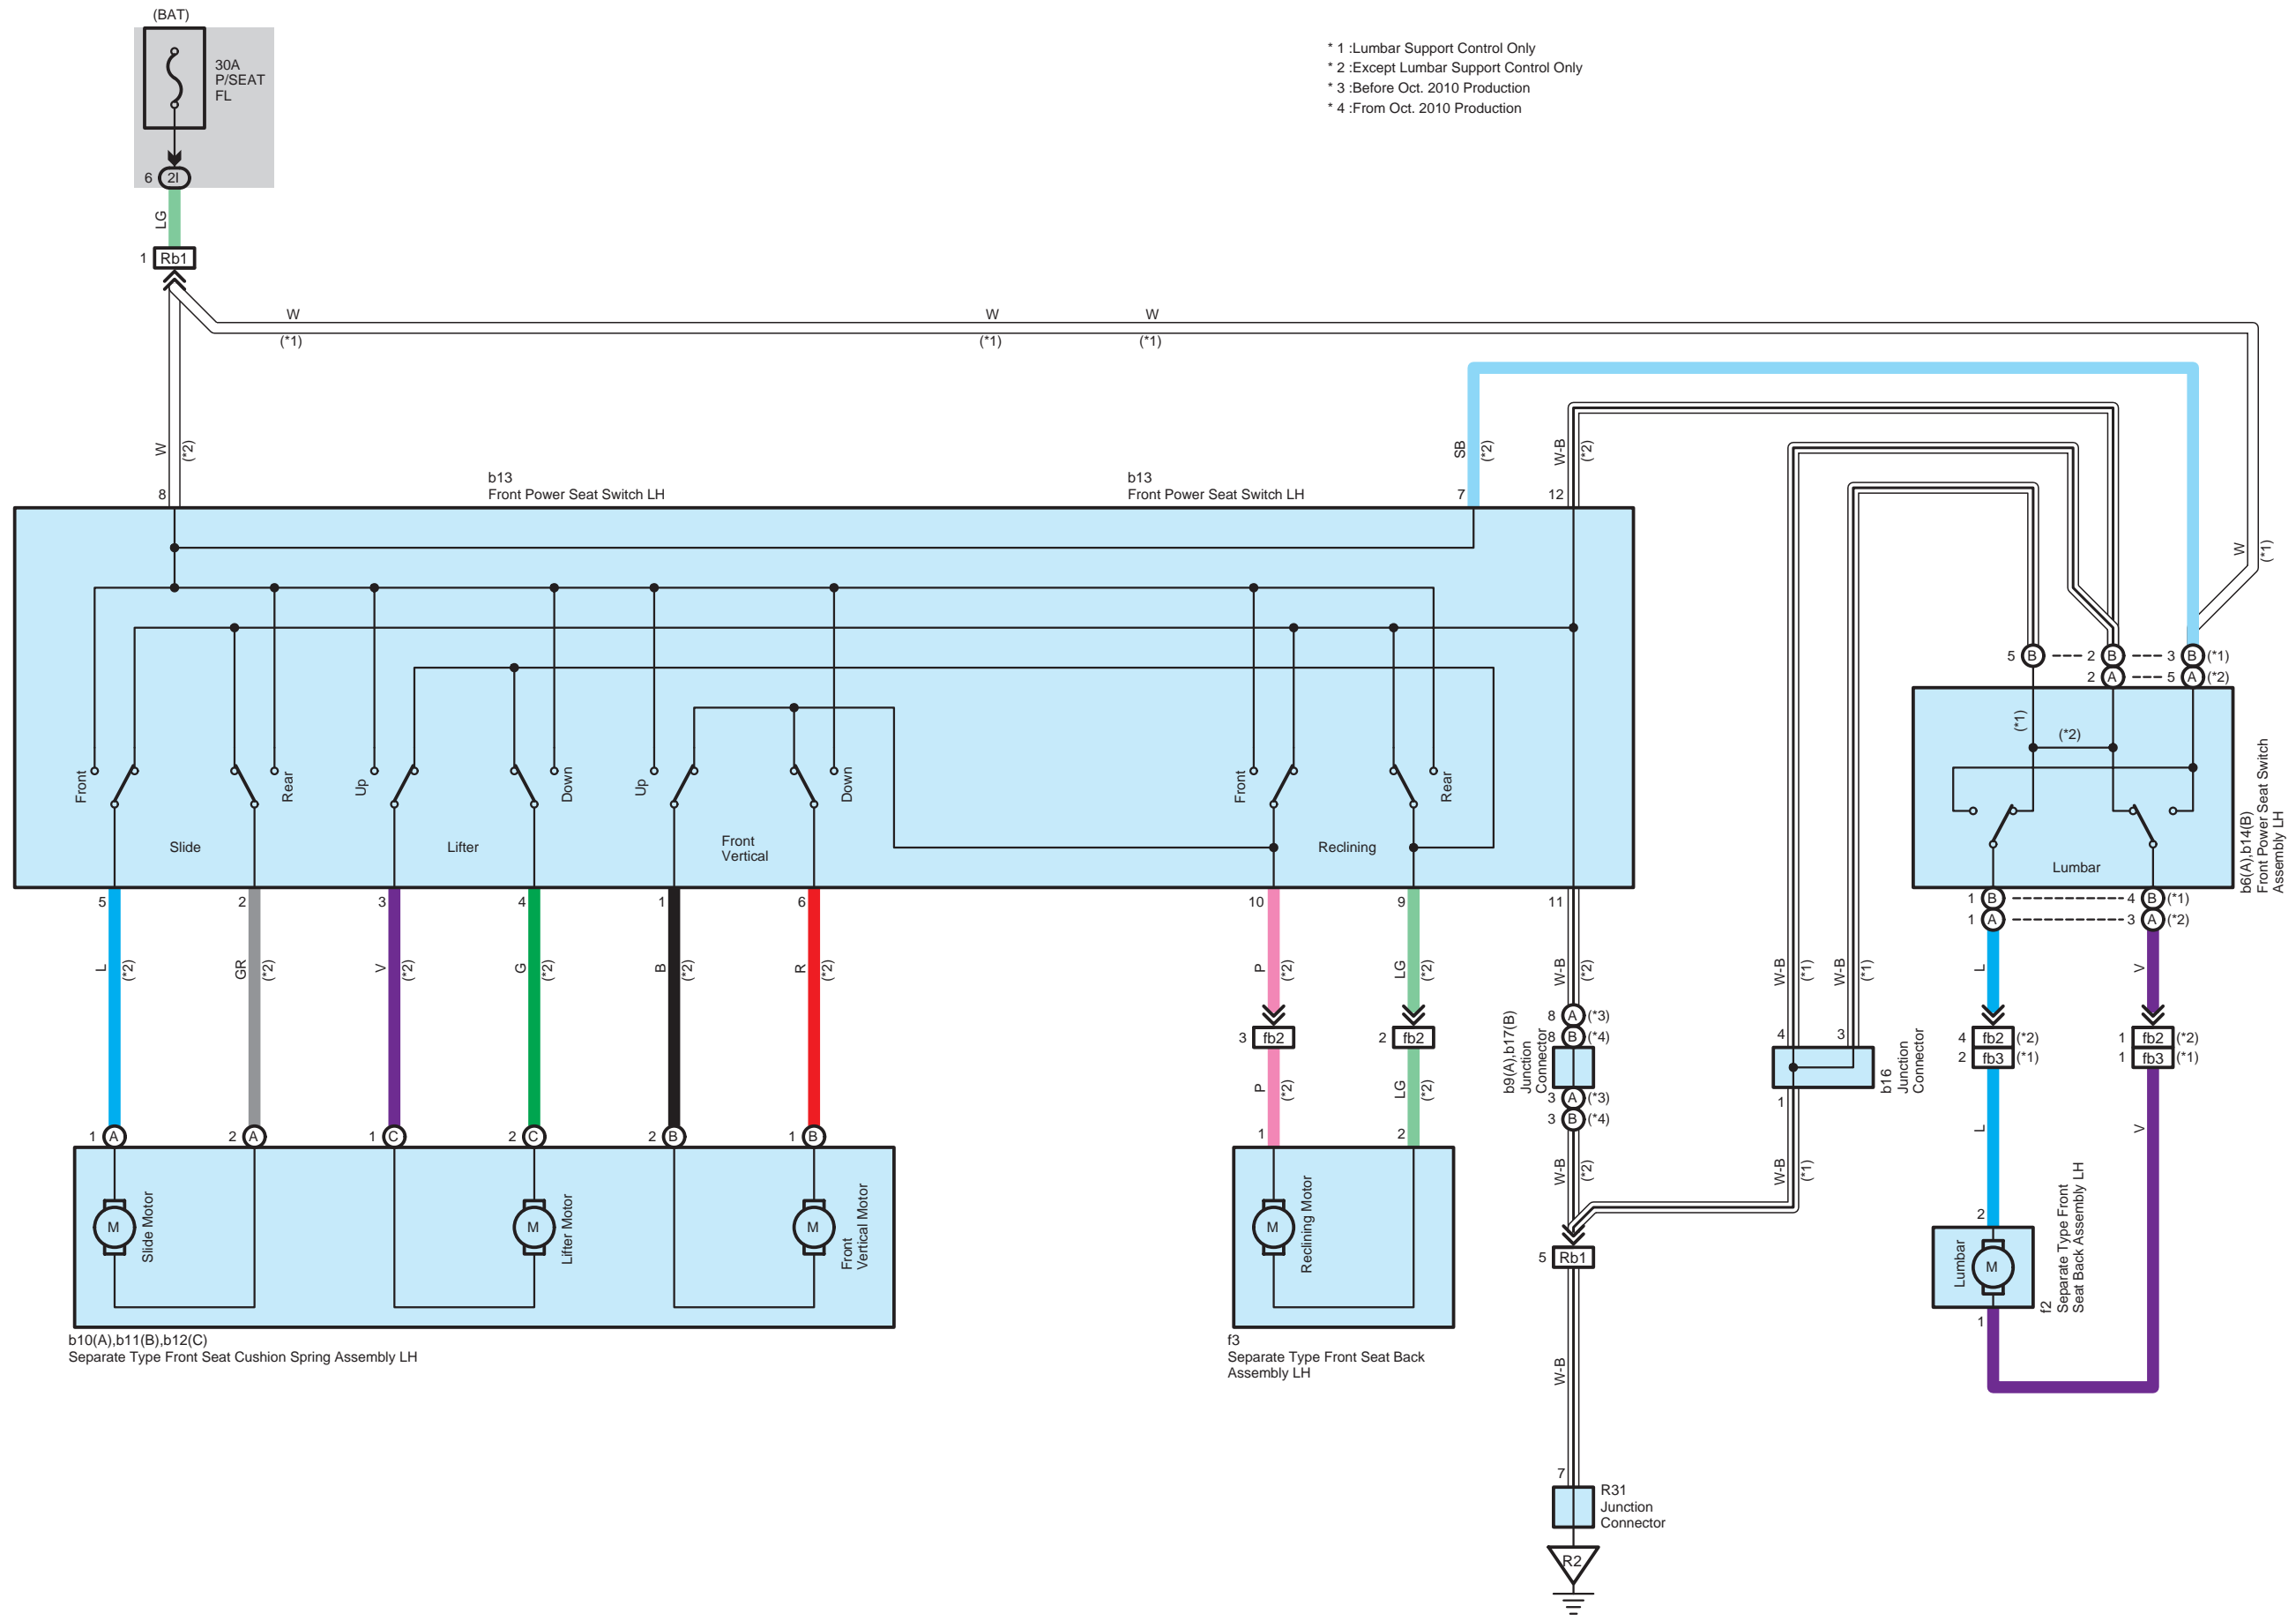 (BAT)
30A
P/SEAT
FL
6 2I
LG
1 Rb1
* 1 :Lumbar Support Control Only
* 2 :Except Lumbar Support Control Only
* 3 :Before Oct. 2010 Production
* 4 :From Oct. 2010 Production
W W W
(*1) (*1) (*1)
W (*2)
SB (*2)
W-B (*2)
W (*1)
b13
Front Power Seat Switch LH
b13
Front Power Seat Switch LH
8 7 12
5 B 2 B 3 B (*1)
2 A 5 A (*2)
(*1)
(*2)
Front Rear Up Down Up Down Front Rear
Slide
Lifter
Front
Vertical
Reclining
Lumbar
b6(A),b14(B)
Front Power Seat Switch
Assembly LH
5 2 3 4 1 6 10 9 11
1 B 4 B (*1)
1 A 3 A (*2)
L (*2)
GR (*2)
V (*2)
G (*2)
B (*2)
R (*2)
P (*2)
LG (*2)
W-B (*2)
W-B (*1)
W-B (*1)
L
V
8 A (*3)
8 B (*4)
b9(A),b17(B)
Junction
Connector
3 A (*3)
3 B (*4)
3 fb2
2 fb2
4 3
b16
Junction
Connector
1
4 fb2 (*2)
2 fb3 (*1)
1 fb2 (*2)
1 fb3 (*1)
P (*2)
LG (*2)
W-B (*2)
W-B (*1)
L
V
1 A 2 A 1 C 2 C 2 B 1 B
1 2
M
Slide Motor
M
Lifter Motor
M
Front
Vertical Motor
M
Reclining Motor
5 Rb1
2
Lumbar
M
1
f2
Separate Type Front
Seat Back Assembly LH
b10(A),b11(B),b12(C)
Separate Type Front Seat Cushion Spring Assembly LH
f3
Separate Type Front Seat Back
Assembly LH
W-B
7
R31
Junction
Connector
R2